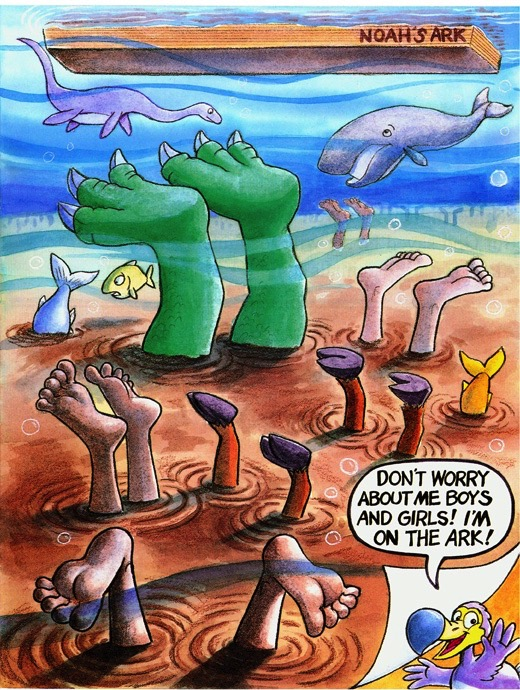 NOAH'S ARK
DON'T WORRY
ABOUT ME BOYS
AND GIRLS! I'M
ON THE ARK!